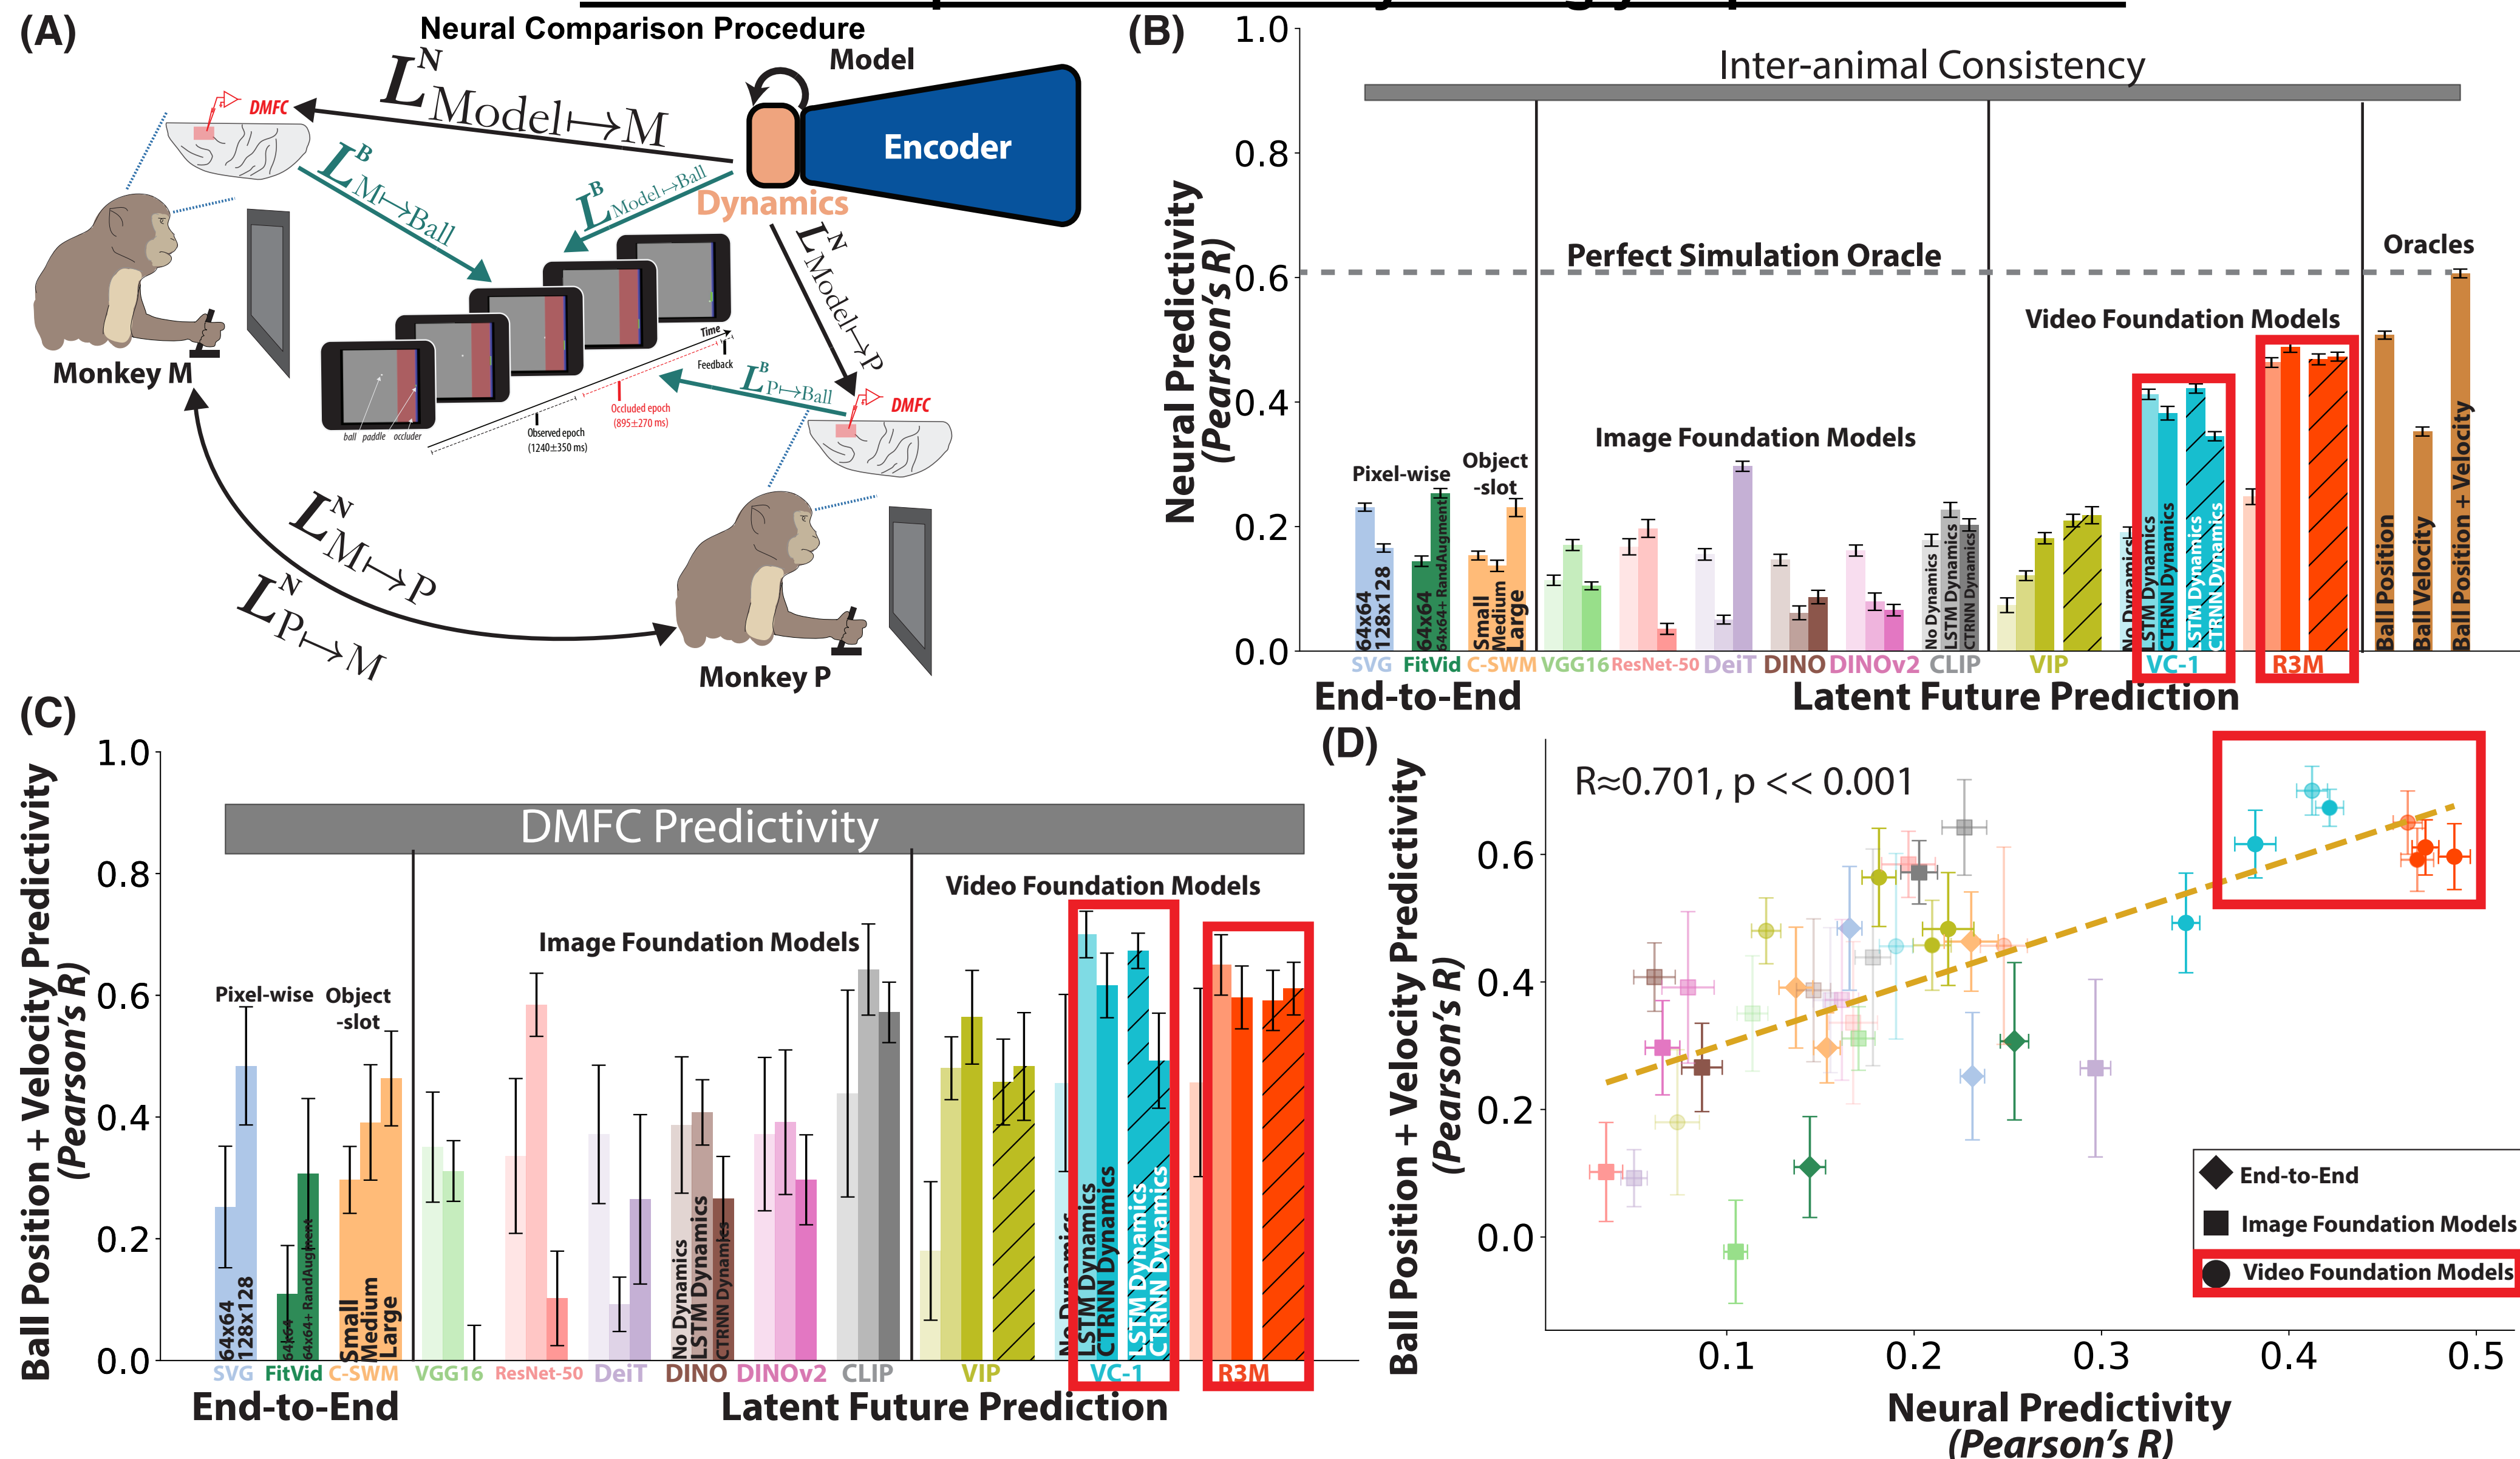 (A)
Neural Comparison Procedure
Model
L^N Model↦M
DMFC
Encoder
L^B M↦Ball
L^B Model↦Ball
Dynamics
L^N Model↦P
Time
Feedback
Occluded epoch
(895±270 ms)
Observed epoch
(1240±350 ms)
ball paddle occluder
L^B P↦Ball
DMFC
Monkey M
L^N M↦P
L^N P↦M
Monkey P
(B)
Neural Predictivity
(Pearson's R)
1.0
0.8
0.6
0.4
0.2
0.0
Inter-animal Consistency
Perfect Simulation Oracle
Oracles
Video Foundation Models
Image Foundation Models
Pixel-wise
Object
-slot
64x64
128x128
64x64
64x64+ RandAugment
Small
Medium
Large
No Dynamics
LSTM Dynamics
CTRNN Dynamics
No Dynamics
LSTM Dynamics
CTRNN Dynamics
LSTM Dynamics
CTRNN Dynamics
Ball Position
Ball Velocity
Ball Position + Velocity
SVG FitVid C-SWM VGG16 ResNet-50 DeiT DINO DINOv2 CLIP VIP VC-1 R3M
End-to-End
Latent Future Prediction
(C)
Ball Position + Velocity Predictivity
(Pearson's R)
1.0
0.8
0.6
0.4
0.2
0.0
DMFC Predictivity
Video Foundation Models
Image Foundation Models
Pixel-wise
Object
-slot
64x64
128x128
64x64
64x64+ RandAugment
Small
Medium
Large
No Dynamics
LSTM Dynamics
CTRNN Dynamics
No Dynamics
LSTM Dynamics
CTRNN Dynamics
LSTM Dynamics
CTRNN Dynamics
SVG FitVid C-SWM VGG16 ResNet-50 DeiT DINO DINOv2 CLIP VIP VC-1 R3M
End-to-End
Latent Future Prediction
(D)
Ball Position + Velocity Predictivity
(Pearson's R)
R≈0.701, p << 0.001
0.6
0.4
0.2
0.0
End-to-End
Image Foundation Models
Video Foundation Models
0.1 0.2 0.3 0.4 0.5
Neural Predictivity
(Pearson's R)